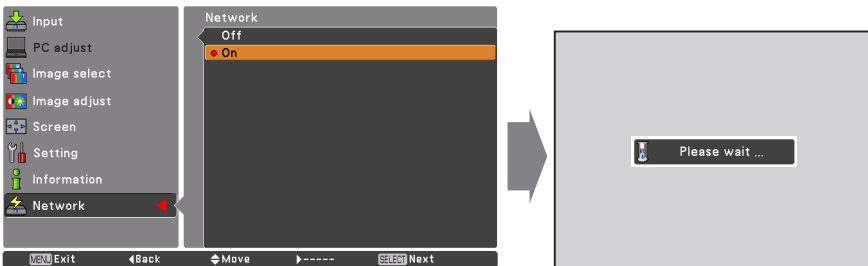 Input
PC adjust
Image select
Image adjust
Screen
Setting
Information
Network
Network
Off
On
MENU Exit ◀Back Move ▶----- SELECT Next
Please wait ...